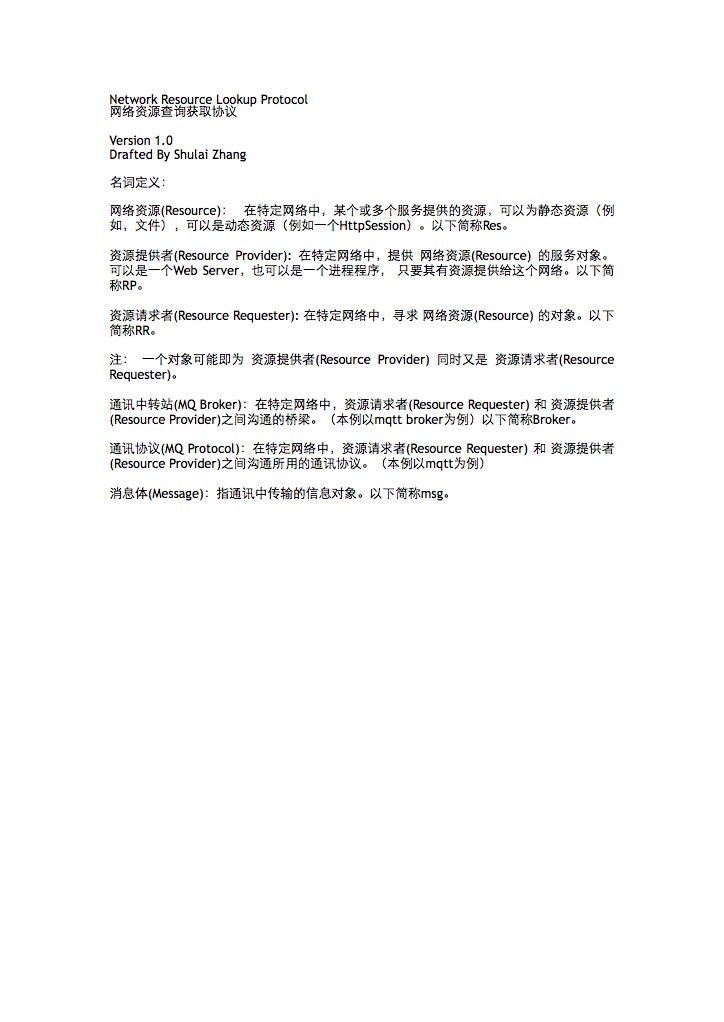 Network Resource Lookup Protocol
网络资源查询获取协议
Version 1.0
Drafted By Shulai Zhang
名词定义：
网络资源(Resource)： 在特定网络中，某个或多个服务提供的资源，可以为静态资源（例
如，文件），可以是动态资源（例如一个HttpSession）。以下简称Res。
资源提供者(Resource Provider): 在特定网络中，提供 网络资源(Resource) 的服务对象。
可以是一个Web Server，也可以是一个进程程序， 只要其有资源提供给这个网络。以下简
称RP。
资源请求者(Resource Requester): 在特定网络中，寻求 网络资源(Resource) 的对象。以下
简称RR。
注： 一个对象可能即为 资源提供者(Resource Provider) 同时又是 资源请求者(Resource
Requester)。
通讯中转站(MQ Broker)：在特定网络中，资源请求者(Resource Requester) 和 资源提供者
(Resource Provider)之间沟通的桥梁。（本例以mqtt broker为例）以下简称Broker。
通讯协议(MQ Protocol)：在特定网络中，资源请求者(Resource Requester) 和 资源提供者
(Resource Provider)之间沟通所用的通讯协议。（本例以mqtt为例）
消息体(Message)：指通讯中传输的信息对象。以下简称msg。